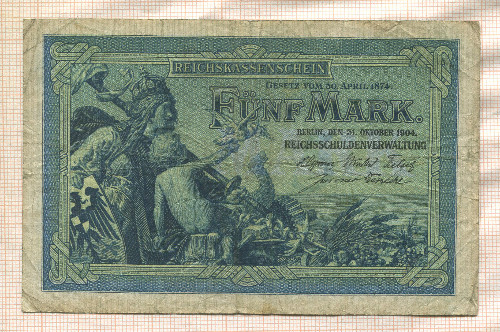 REICHSKASSENSCHEIN
GESETZ VOM 30. APRIL 1874.
FÜNF MARK.
BERLIN, DEN 31. OKTOBER 1904.
REICHSSCHULDENVERWALTUNG